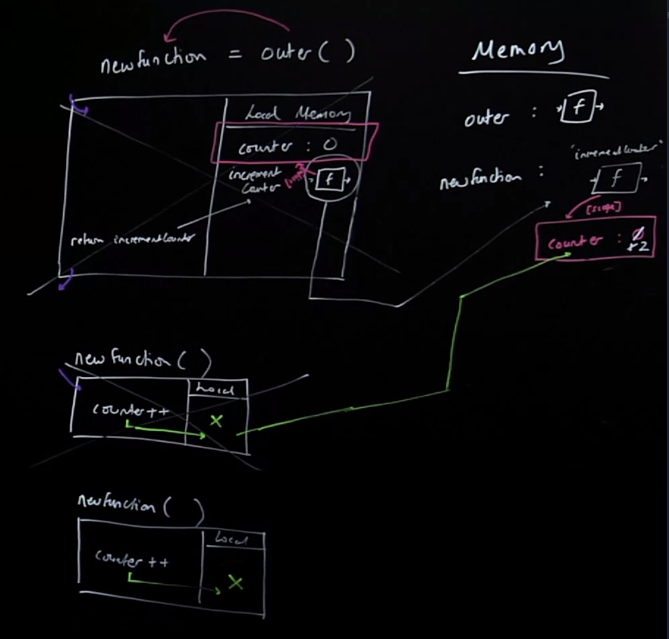 newfunction = outer ( )
Memory
Local Memory
outer : f
counter : 0
"incrementCounter"
increment
Counter f
newfunction : f
[scope]
return incrementCounter
counter : 0
1 2
newfunction ( )
Local
counter ++
X
newfunction ( )
Local
counter ++
X